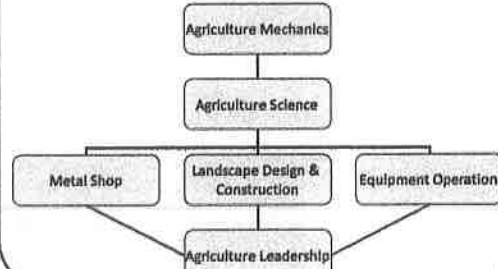 Agriculture Mechanics
Agriculture Science
Metal Shop
Landscape Design &
Construction
Equipment Operation
Agriculture Leadership